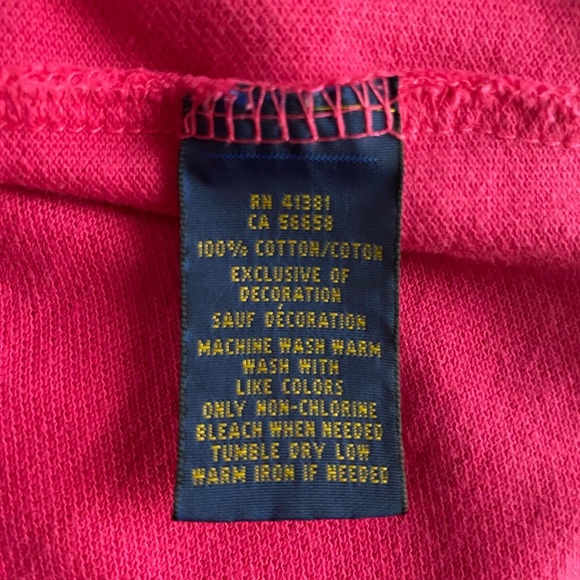 RN 41381
CA 56658
100% COTTON/COTON
EXCLUSIVE OF
DECORATION
SAUF DÉCORATION
MACHINE WASH WARM
WASH WITH
LIKE COLORS
ONLY NON-CHLORINE
BLEACH WHEN NEEDED
TUMBLE DRY LOW
WARM IRON IF NEEDED